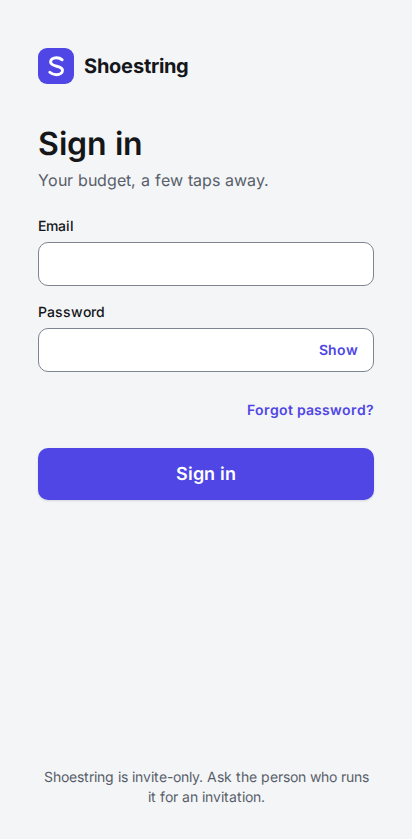 Shoestring
Sign in
Your budget, a few taps away.
Email
Password
Show
Forgot password?
Sign in
Shoestring is invite-only. Ask the person who runs
it for an invitation.